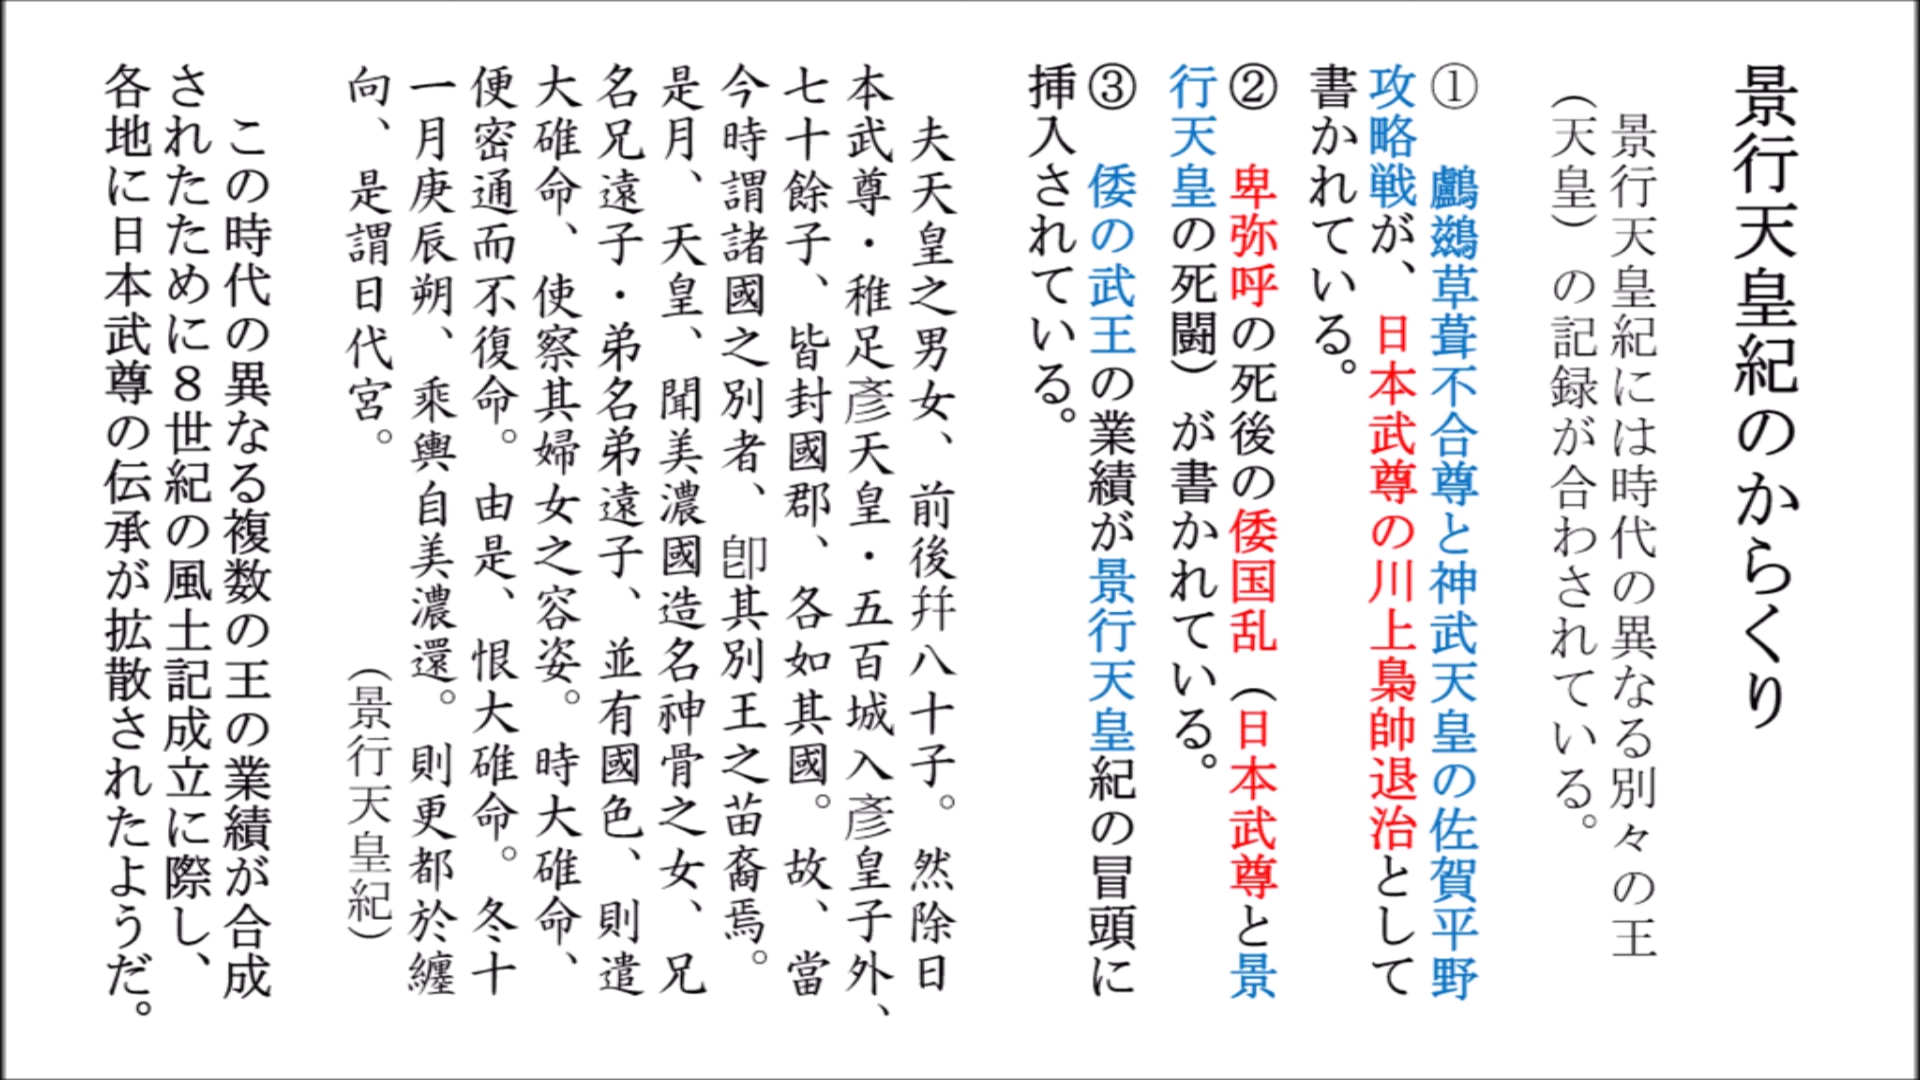 景行天皇紀のからくり
景行天皇紀には時代の異なる別々の王
(天皇)の記録が合わされている。
① 鸕鷀草葺不合尊と神武天皇の佐賀平野
攻略戦が、日本武尊の川上梟帥退治として
書かれている。
② 卑弥呼の死後の倭国乱(日本武尊と景
行天皇の死闘)が書かれている。
③ 倭の武王の業績が景行天皇紀の冒頭に
挿入されている。
夫天皇之男女、前後幷八十子。然除日
本武尊・稚足彥天皇・五百城入彥皇子外、
七十餘子、皆封國郡、各如其國。故、當
今時謂諸國之別者、卽其別王之苗裔焉。
是月、天皇、聞美濃國造名神骨之女、兄
名兄遠子・弟名弟遠子、並有國色、則遣
大碓命、使察其婦女之容姿。時大碓命、
便密通而不復命。由是、恨大碓命。冬十
一月庚辰朔、乘輿自美濃還。則更都於纏
向、是謂日代宮。 (景行天皇紀)
この時代の異なる複数の王の業績が合成
されたために8世紀の風土記成立に際し、
各地に日本武尊の伝承が拡散されたようだ。